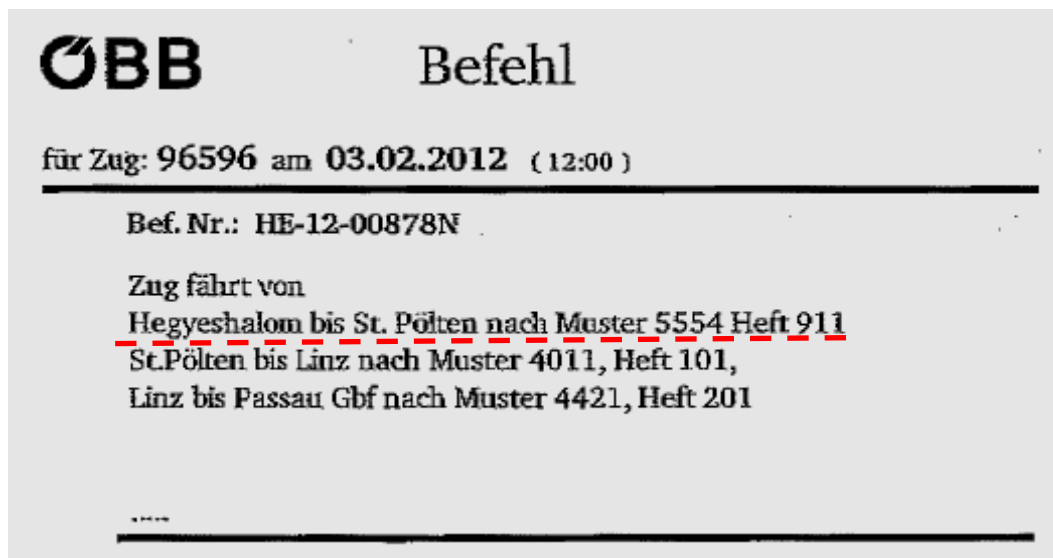 ÖBB Befehl
für Zug: 96596 am 03.02.2012 (12:00)
Bef. Nr.: HE-12-00878N
Zug fährt von
Hegyeshalom bis St. Pölten nach Muster 5554 Heft 911
St.Pölten bis Linz nach Muster 4011, Heft 101,
Linz bis Passau Gbf nach Muster 4421, Heft 201